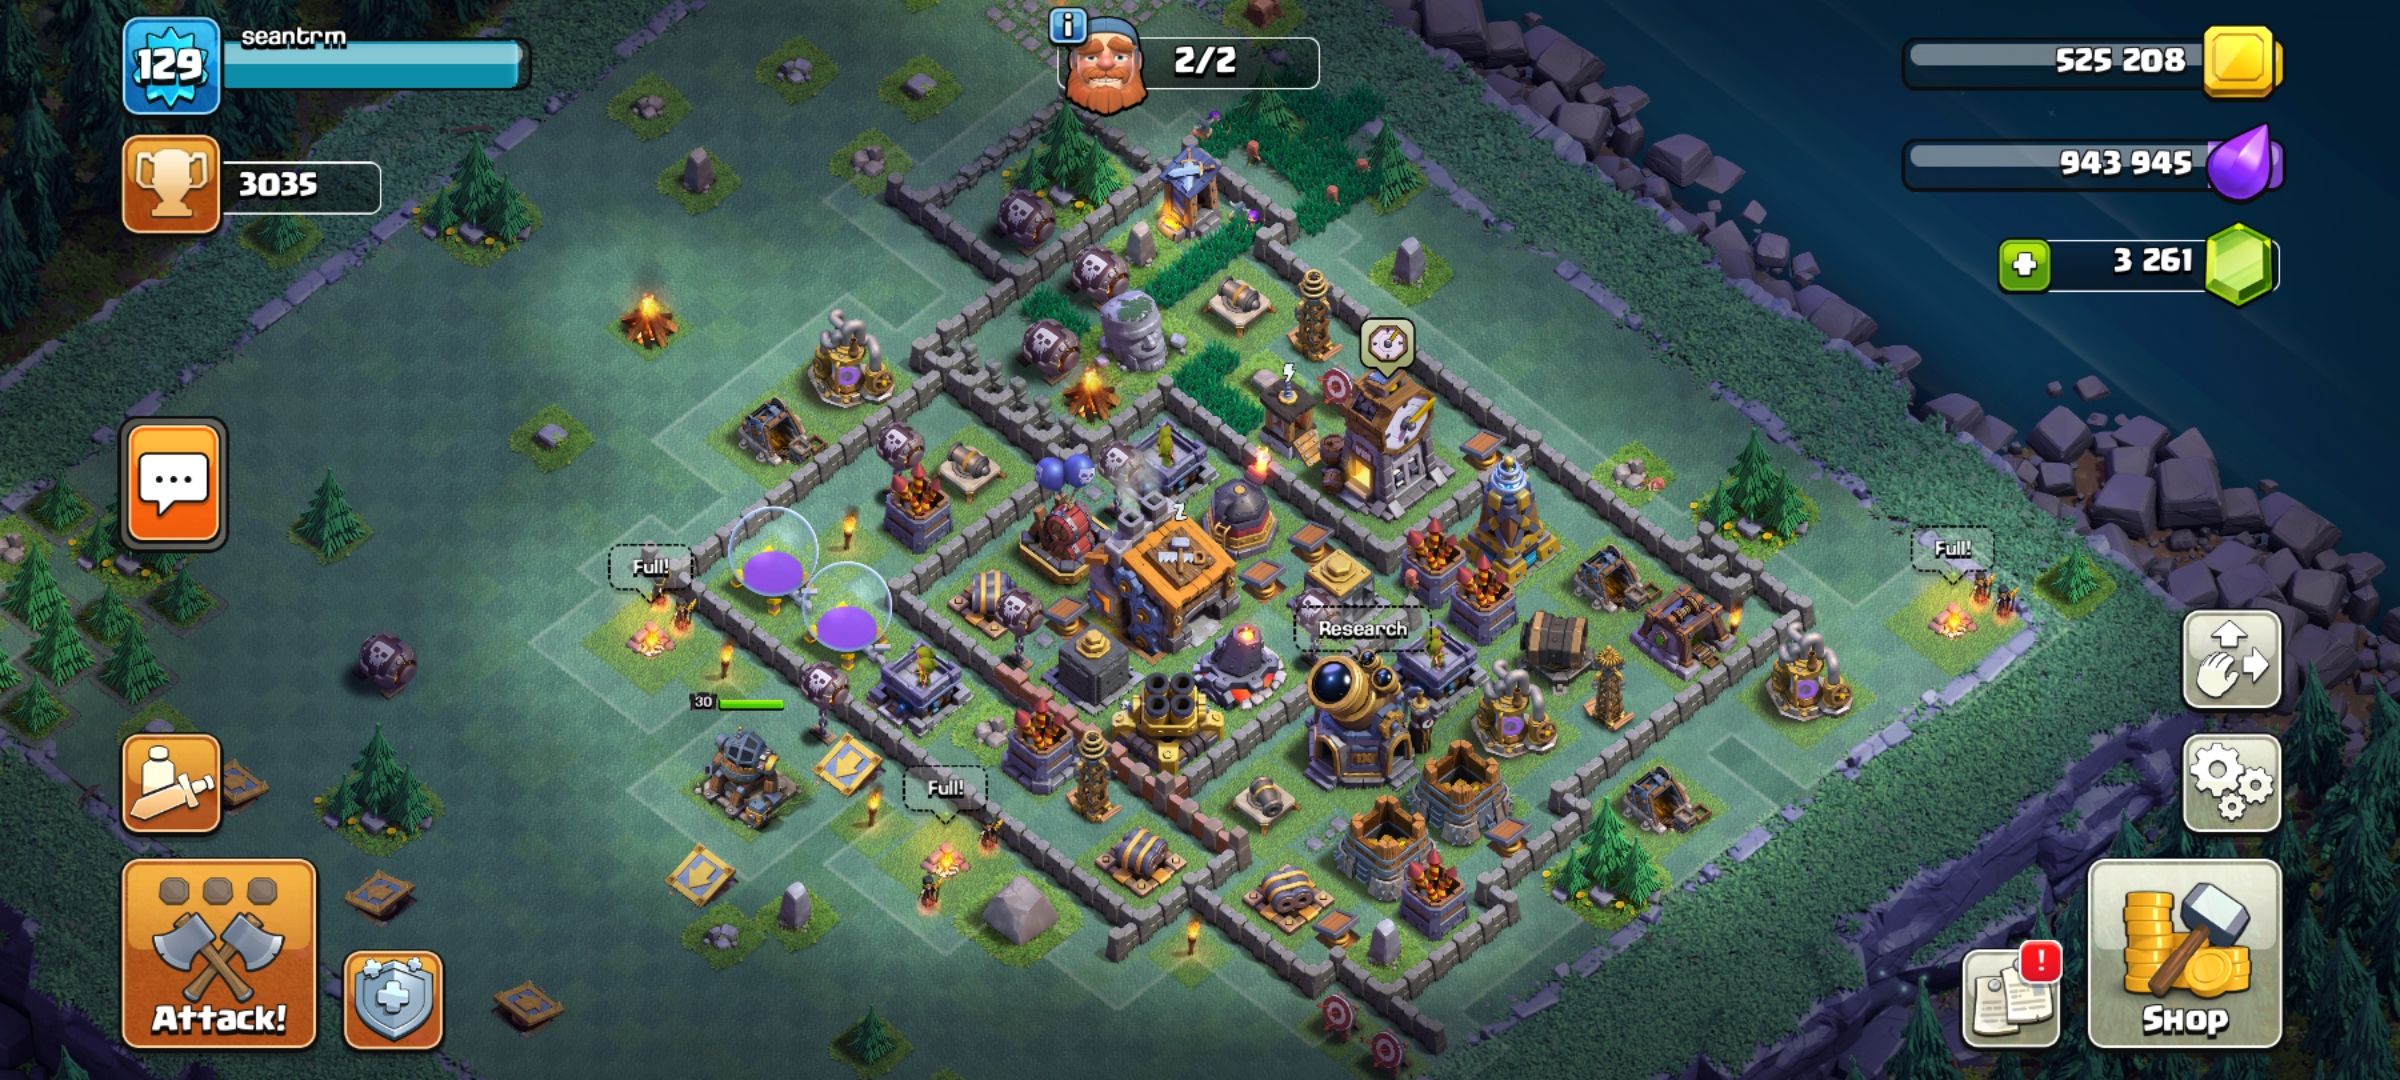 129
seantrm
2/2
525 208
3035
943 945
3 261
Full!
Full!
Research
30
Full!
Attack!
!
Shop